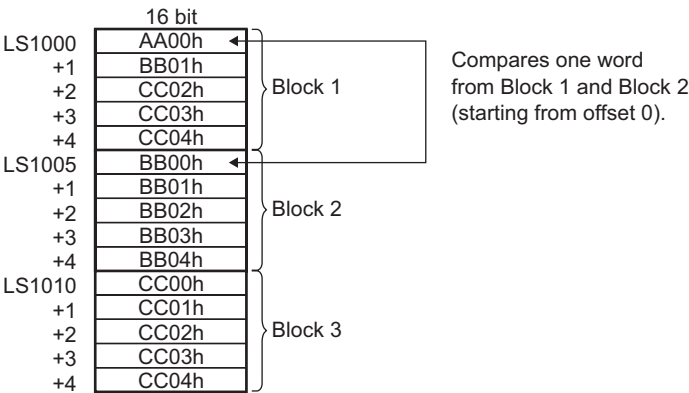 16 bit
LS1000 AA00h
+1 BB01h
+2 CC02h Block 1
+3 CC03h
+4 CC04h
LS1005 BB00h
+1 BB01h
+2 BB02h Block 2
+3 BB03h
+4 BB04h
LS1010 CC00h
+1 CC01h
+2 CC02h Block 3
+3 CC03h
+4 CC04h
Compares one word
from Block 1 and Block 2
(starting from offset 0).